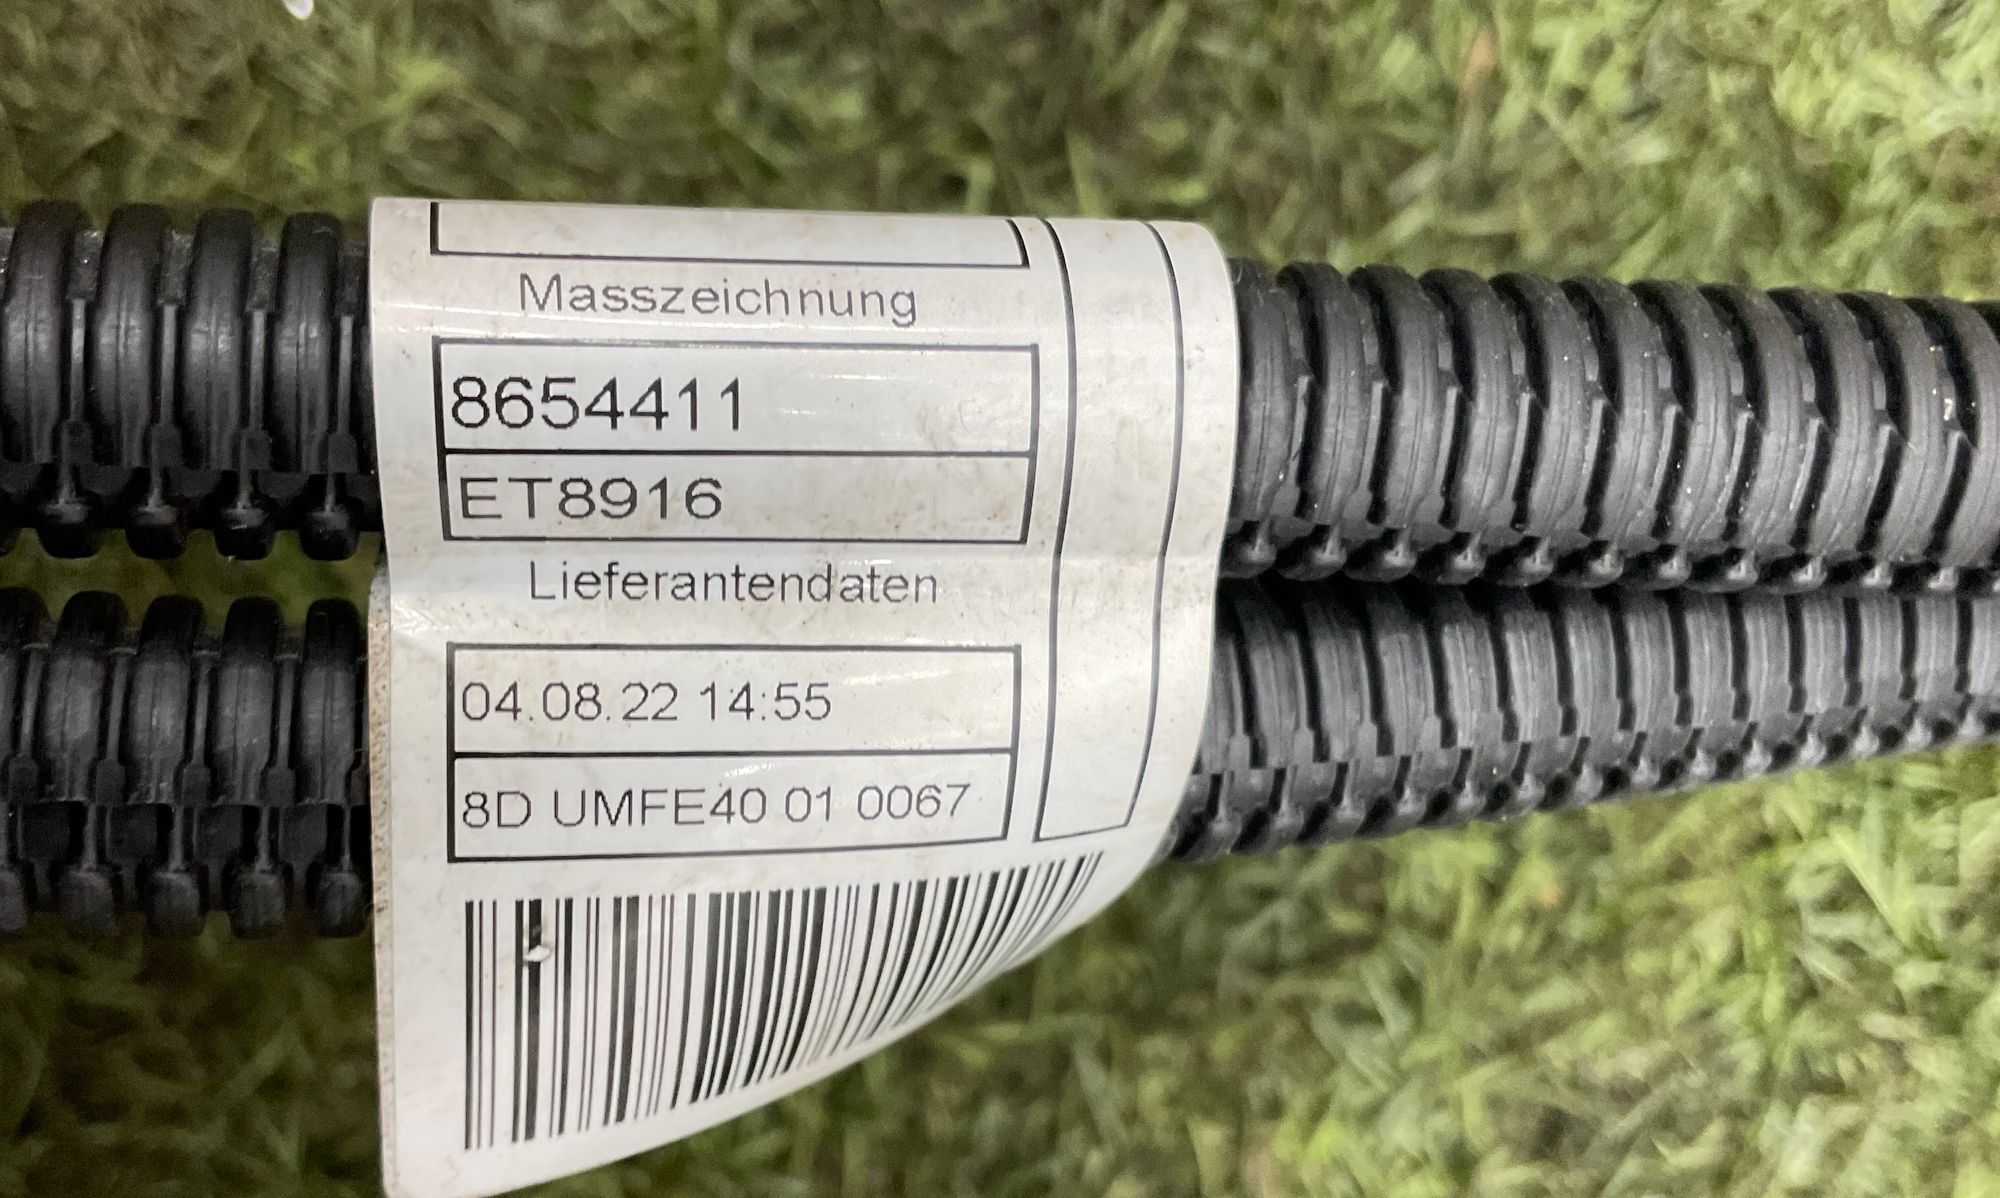 Masszeichnung
8654411
ET8916
Lieferantendaten
04.08.22 14:55
8D UMFE40 01 0067